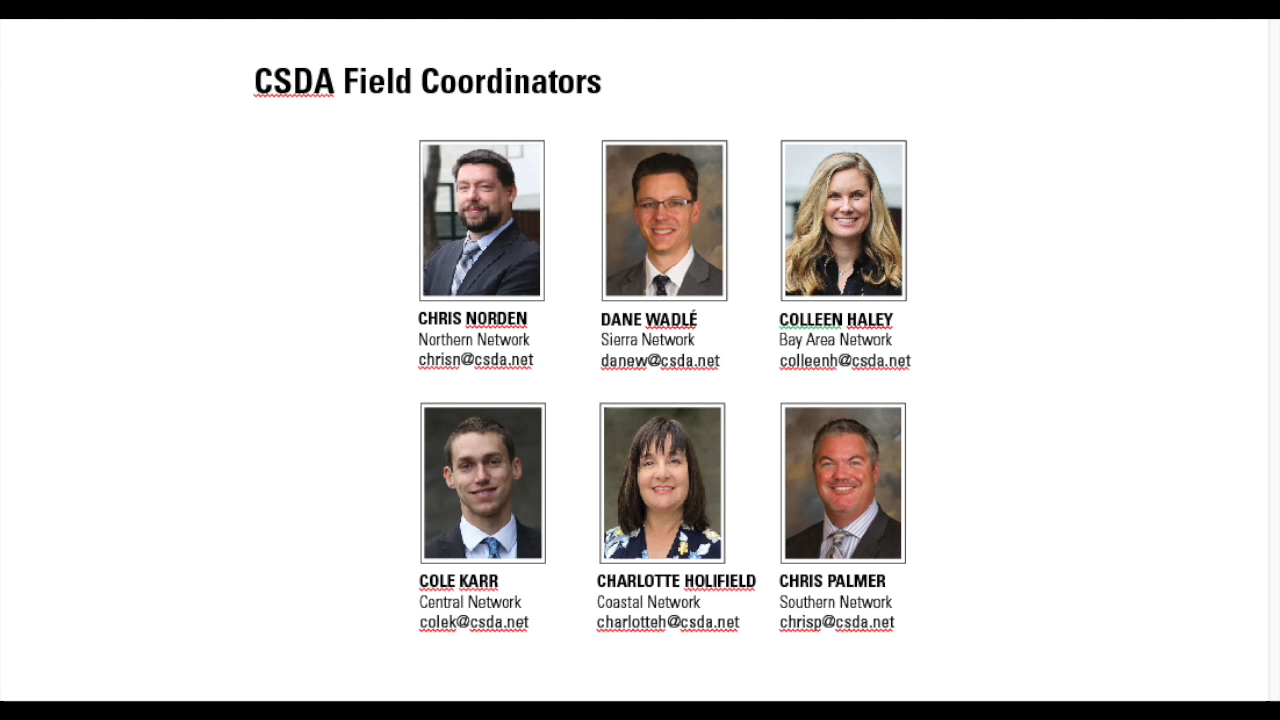 CSDA Field Coordinators
CHRIS NORDEN
Northern Network
chrisn@csda.net
DANE WADLÉ
Sierra Network
danew@csda.net
COLLEEN HALEY
Bay Area Network
colleenh@csda.net
COLE KARR
Central Network
colek@csda.net
CHARLOTTE HOLIFIELD
Coastal Network
charlotteh@csda.net
CHRIS PALMER
Southern Network
chrisp@csda.net